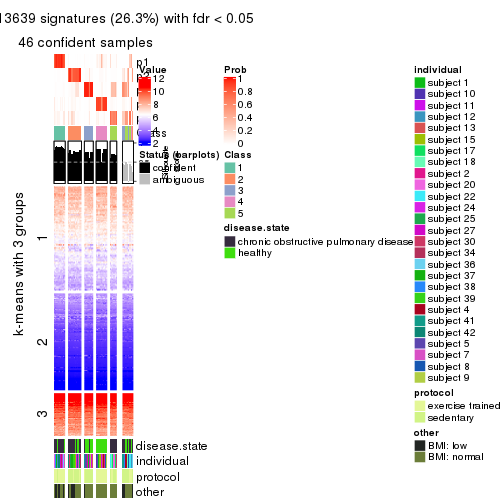 13639 signatures (26.3%) with fdr < 0.05
46 confident samples
p1
Value
12
10
8
6
4
2
Prob
1
0.8
0.6
0.4
0.2
0
Status (barplots)
confident
ambiguous
Class
1
2
3
4
5
disease.state
chronic obstructive pulmonary disease
healthy
k-means with 3 groups
1
2
3
disease.state
individual
protocol
other
individual
subject 1
subject 10
subject 11
subject 12
subject 13
subject 15
subject 17
subject 18
subject 2
subject 20
subject 22
subject 24
subject 25
subject 27
subject 30
subject 34
subject 36
subject 37
subject 38
subject 39
subject 4
subject 41
subject 42
subject 5
subject 7
subject 8
subject 9
protocol
exercise trained
sedentary
other
BMI: low
BMI: normal